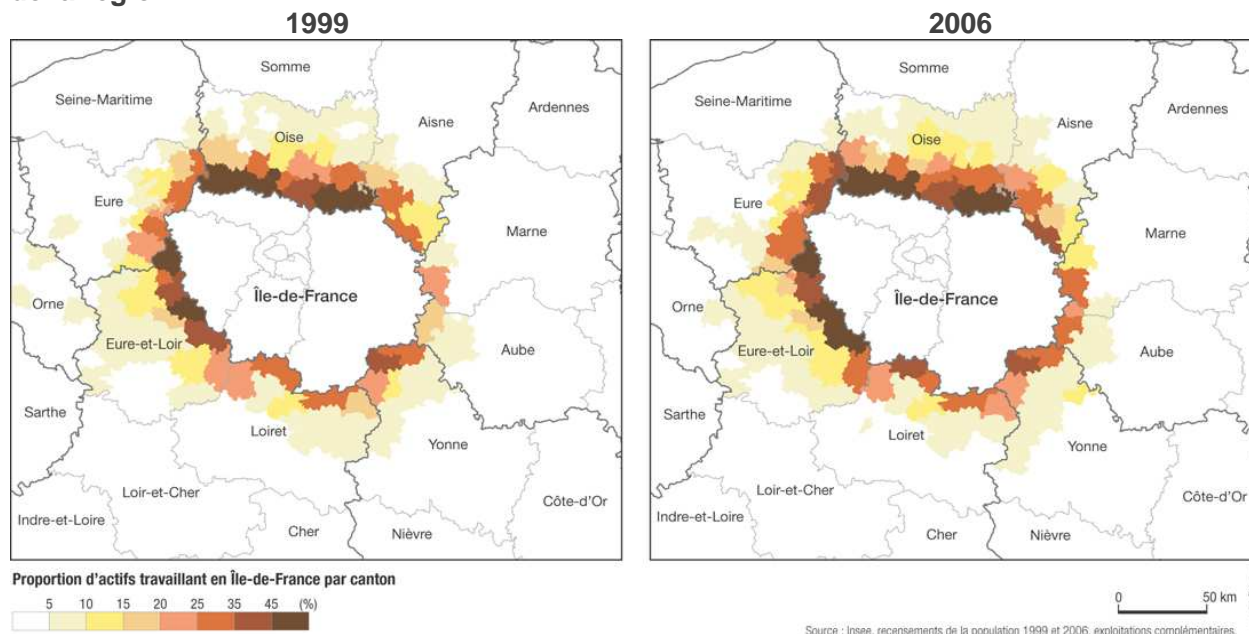 1999
2006
Somme
Seine-Maritime
Ardennes
Oise
Aisne
Eure
Marne
Île-de-France
Orne
Eure-et-Loir
Aube
Sarthe
Loiret
Yonne
Loir-et-Cher
Côte-d'Or
Indre-et-Loire
Cher
Nièvre
Somme
Seine-Maritime
Ardennes
Oise
Aisne
Eure
Marne
Île-de-France
Orne
Eure-et-Loir
Aube
Sarthe
Loiret
Yonne
Loir-et-Cher
Côte-d'Or
Indre-et-Loire
Cher
Nièvre
Proportion d'actifs travaillant en Île-de-France par canton
5 10 15 20 25 35 45 (%)
0 50 km
Source : Insee, recensements de la population 1999 et 2006; exploitations complémentaires.